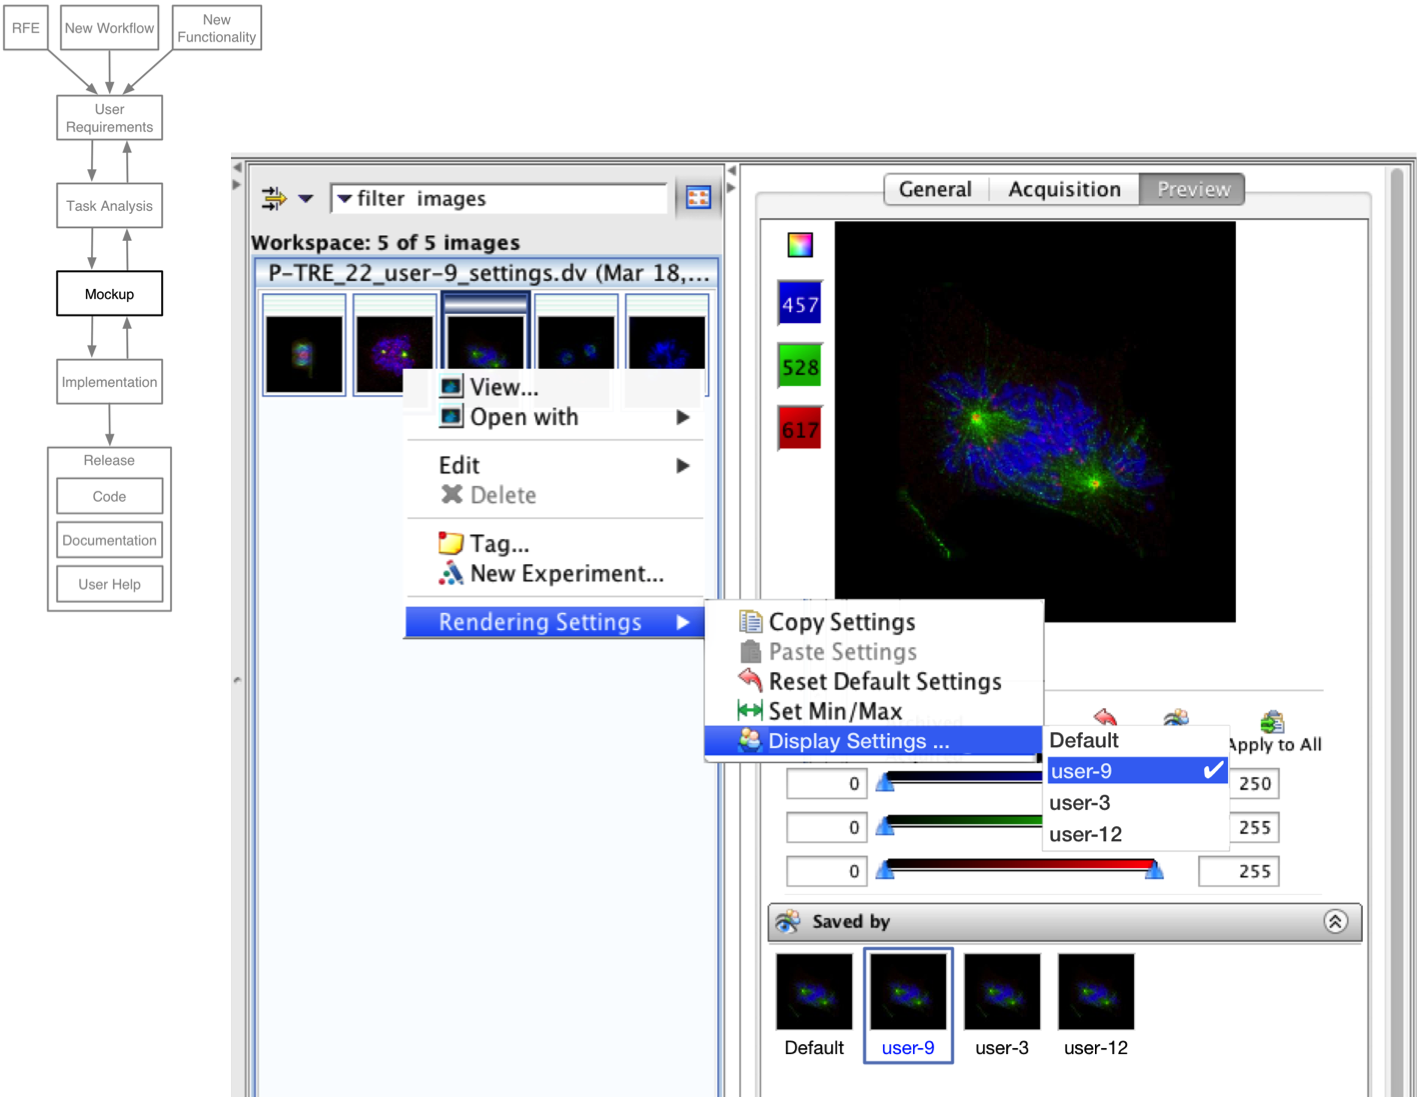 RFE
New Workflow
New
Functionality
User
Requirements
Task Analysis
Mockup
Implementation
Release
Code
Documentation
User Help
filter images
Workspace: 5 of 5 images
P-TRE_22_user-9_settings.dv (Mar 18,...
View...
Open with
Edit
Delete
Tag...
New Experiment...
Rendering Settings
Copy Settings
Paste Settings
Reset Default Settings
Set Min/Max
Display Settings ...
Default
user-9
user-3
user-12
General
Acquisition
Preview
457
528
617
Apply to All
0
250
0
255
0
255
Saved by
Default
user-9
user-3
user-12